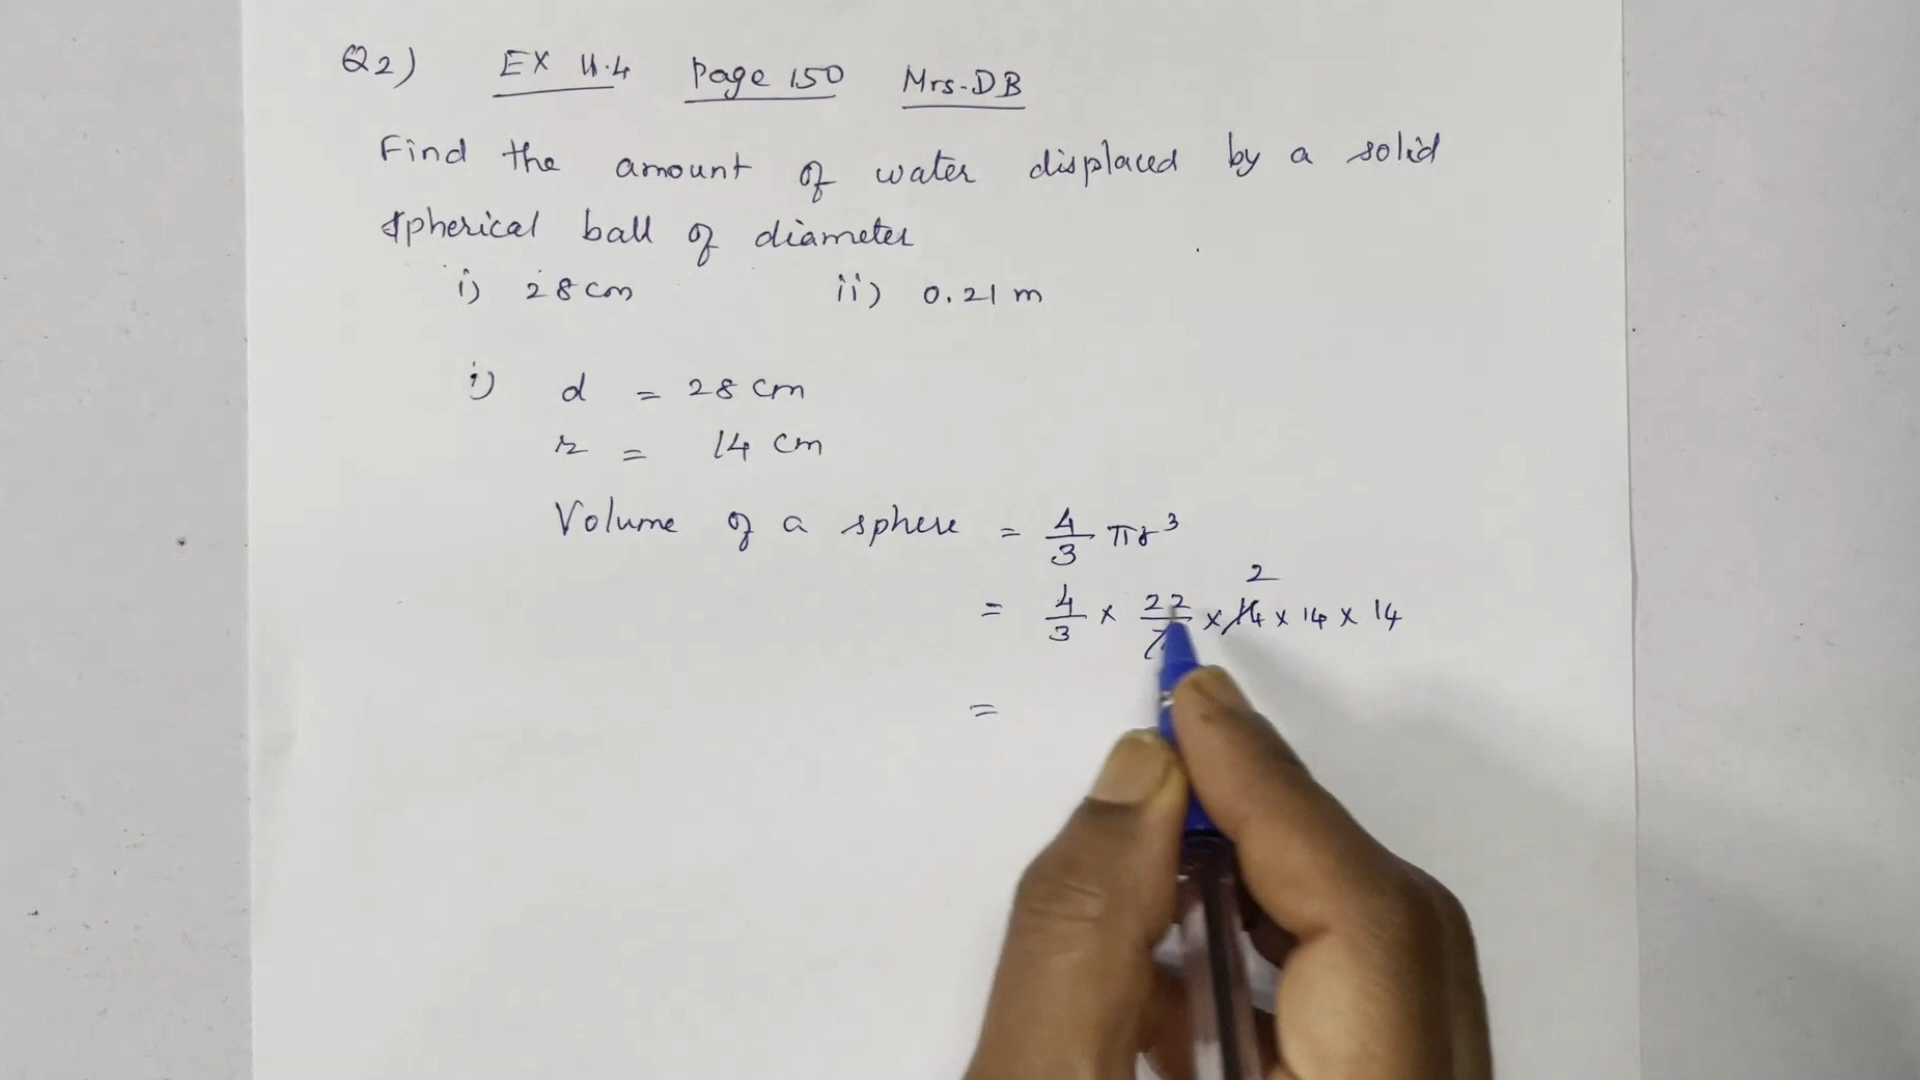 Q2) EX 11.4 Page 150 Mrs.DB
Find the amount of water displaced by a solid
spherical ball of diameter
i) 28 cm ii) 0.21 m
i) d = 28 cm
r = 14 cm
Volume of a sphere = 4/3 πr³
= 4/3 × 22/7 × 14 × 14 × 14
2
=